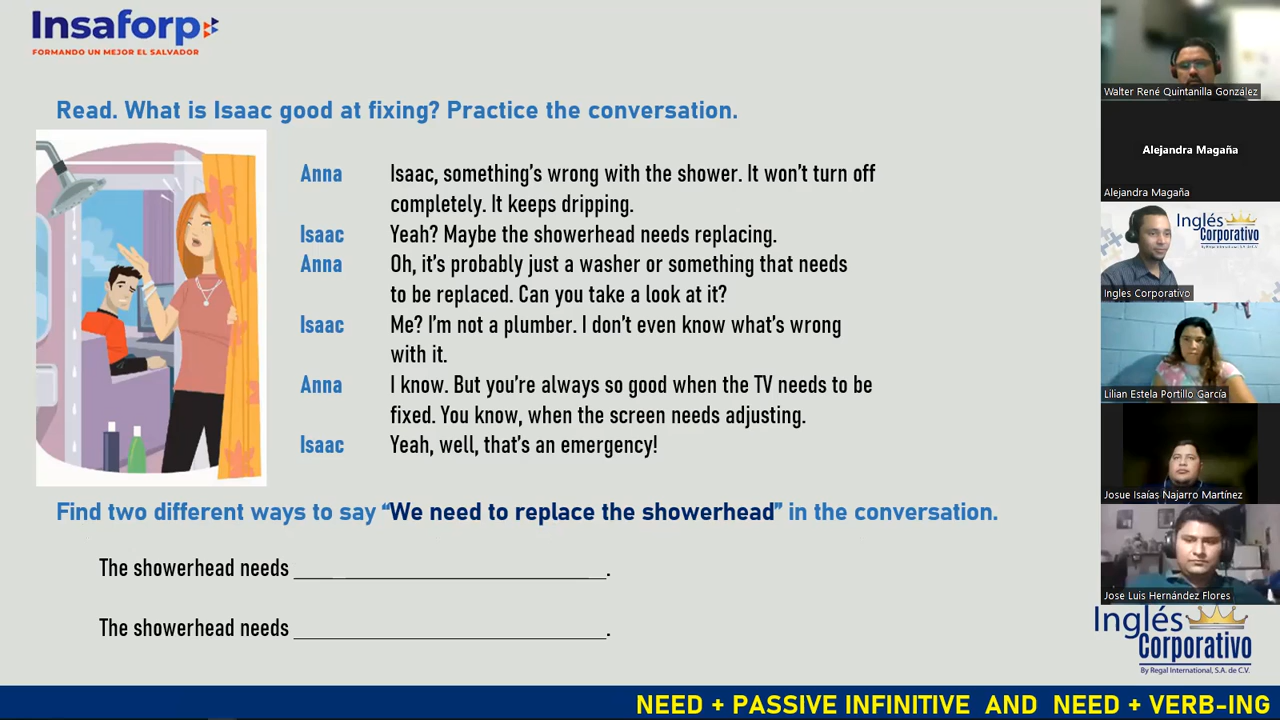 Insaforp
FORMANDO UN MEJOR EL SALVADOR
Read. What is Isaac good at fixing? Practice the conversation.
Anna Isaac, something's wrong with the shower. It won't turn off
completely. It keeps dripping.
Isaac Yeah? Maybe the showerhead needs replacing.
Anna Oh, it's probably just a washer or something that needs
to be replaced. Can you take a look at it?
Isaac Me? I'm not a plumber. I don't even know what's wrong
with it.
Anna I know. But you're always so good when the TV needs to be
fixed. You know, when the screen needs adjusting.
Isaac Yeah, well, that's an emergency!
Find two different ways to say “We need to replace the showerhead” in the conversation.
The showerhead needs ______________________________.
The showerhead needs ______________________________.
NEED + PASSIVE INFINITIVE AND NEED + VERB-ING
Walter René Quintanilla González
Alejandra Magaña
Alejandra Magaña
Inglés
Corporativo
By Regal International, S.A. de C.V.
Ingles Corporativo
Lilian Estela Portillo García
Josue Isaías Najarro Martínez
Jose Luis Hernández Flores
Inglés
Corporativo
By Regal International, S.A. de C.V.